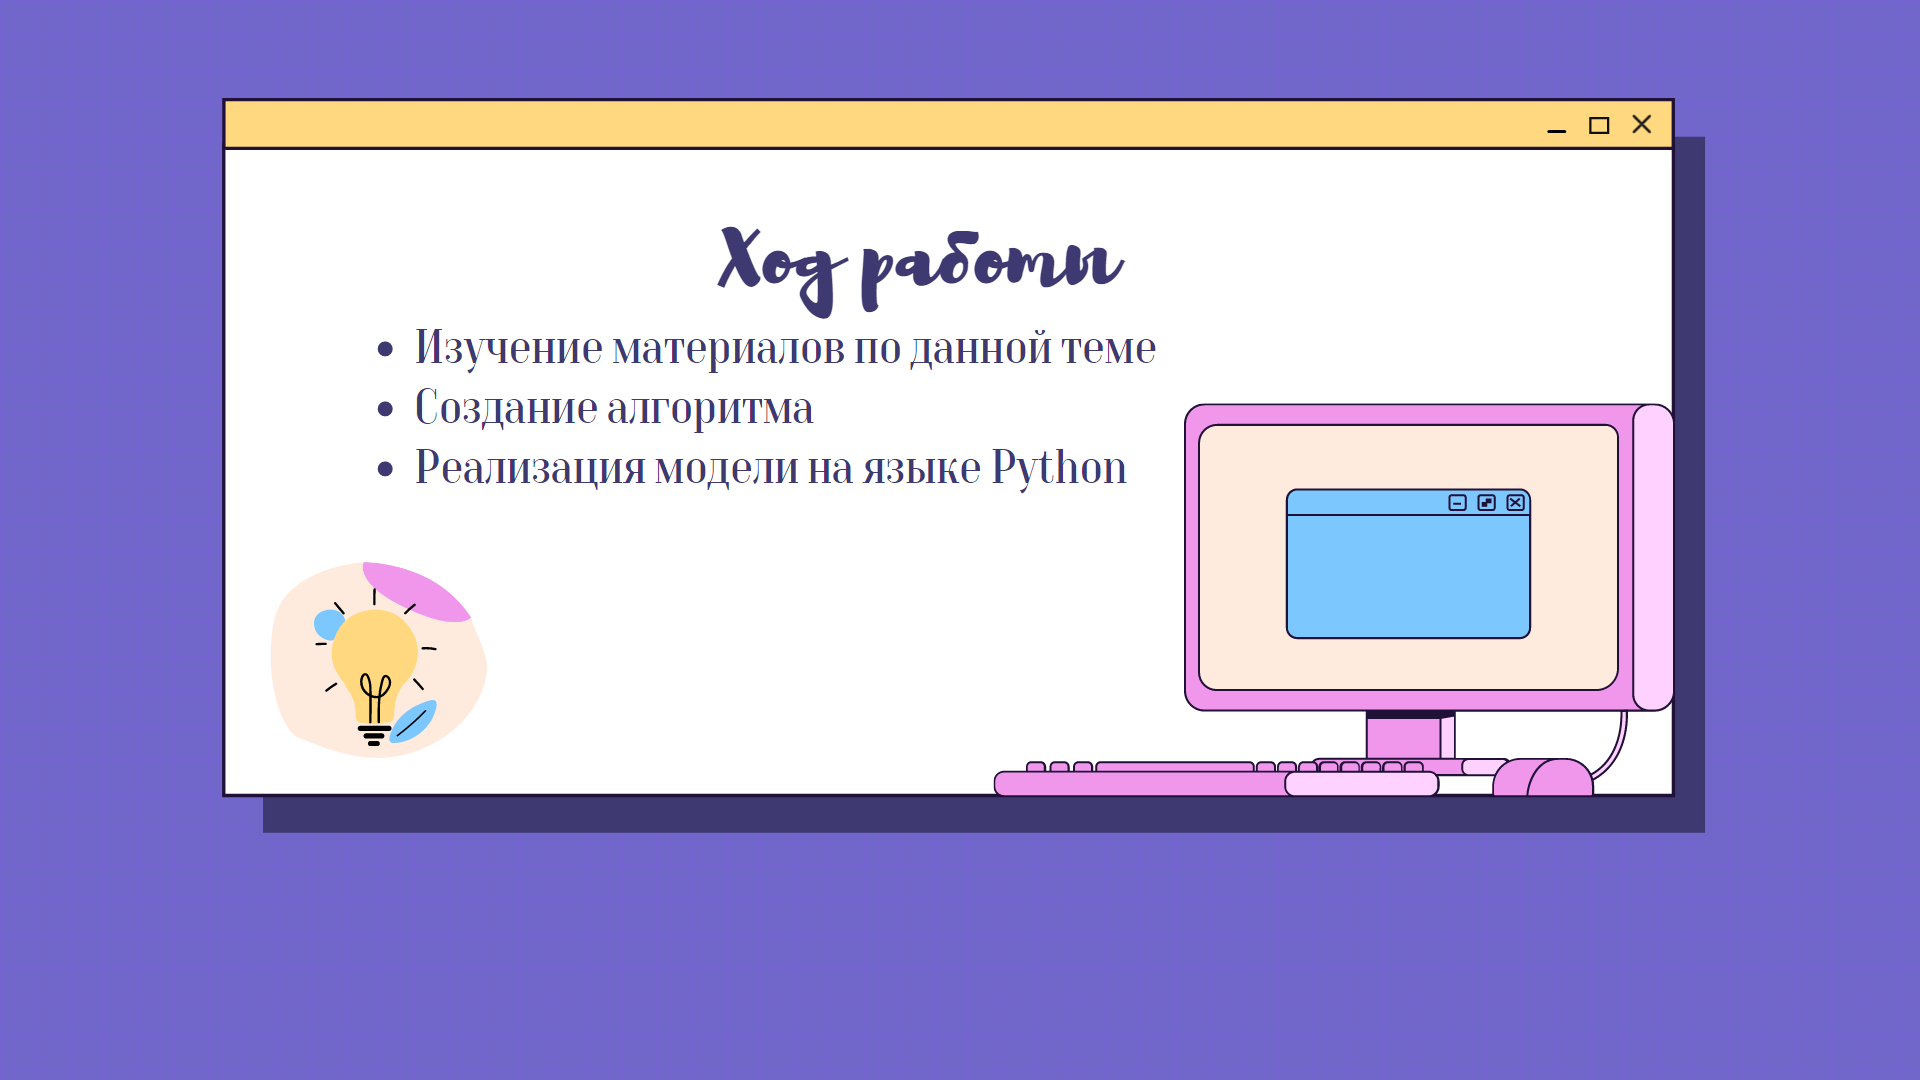 Ход работы
• Изучение материалов по данной теме
• Создание алгоритма
• Реализация модели на языке Python